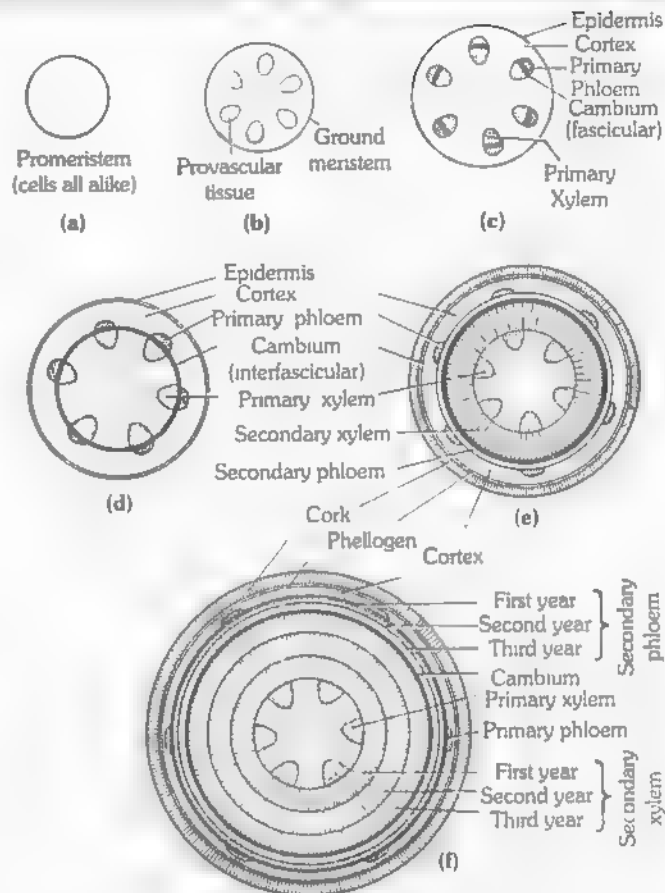 Promeristem
(cells all alike)
(a)
Provascular
tissue
Ground
meristem
(b)
Epidermis
Cortex
Primary
Phloem
Cambium
(fascicular)
Primary
Xylem
(c)
Epidermis
Cortex
Primary phloem
Cambium
(interfascicular)
Primary xylem
Secondary xylem
Secondary phloem
(d)
(e)
Cork
Phellogen
Cortex
First year
Second year
Third year
Secondary
phloem
Cambium
Primary xylem
Primary phloem
First year
Second year
Third year
Secondary
xylem
(f)